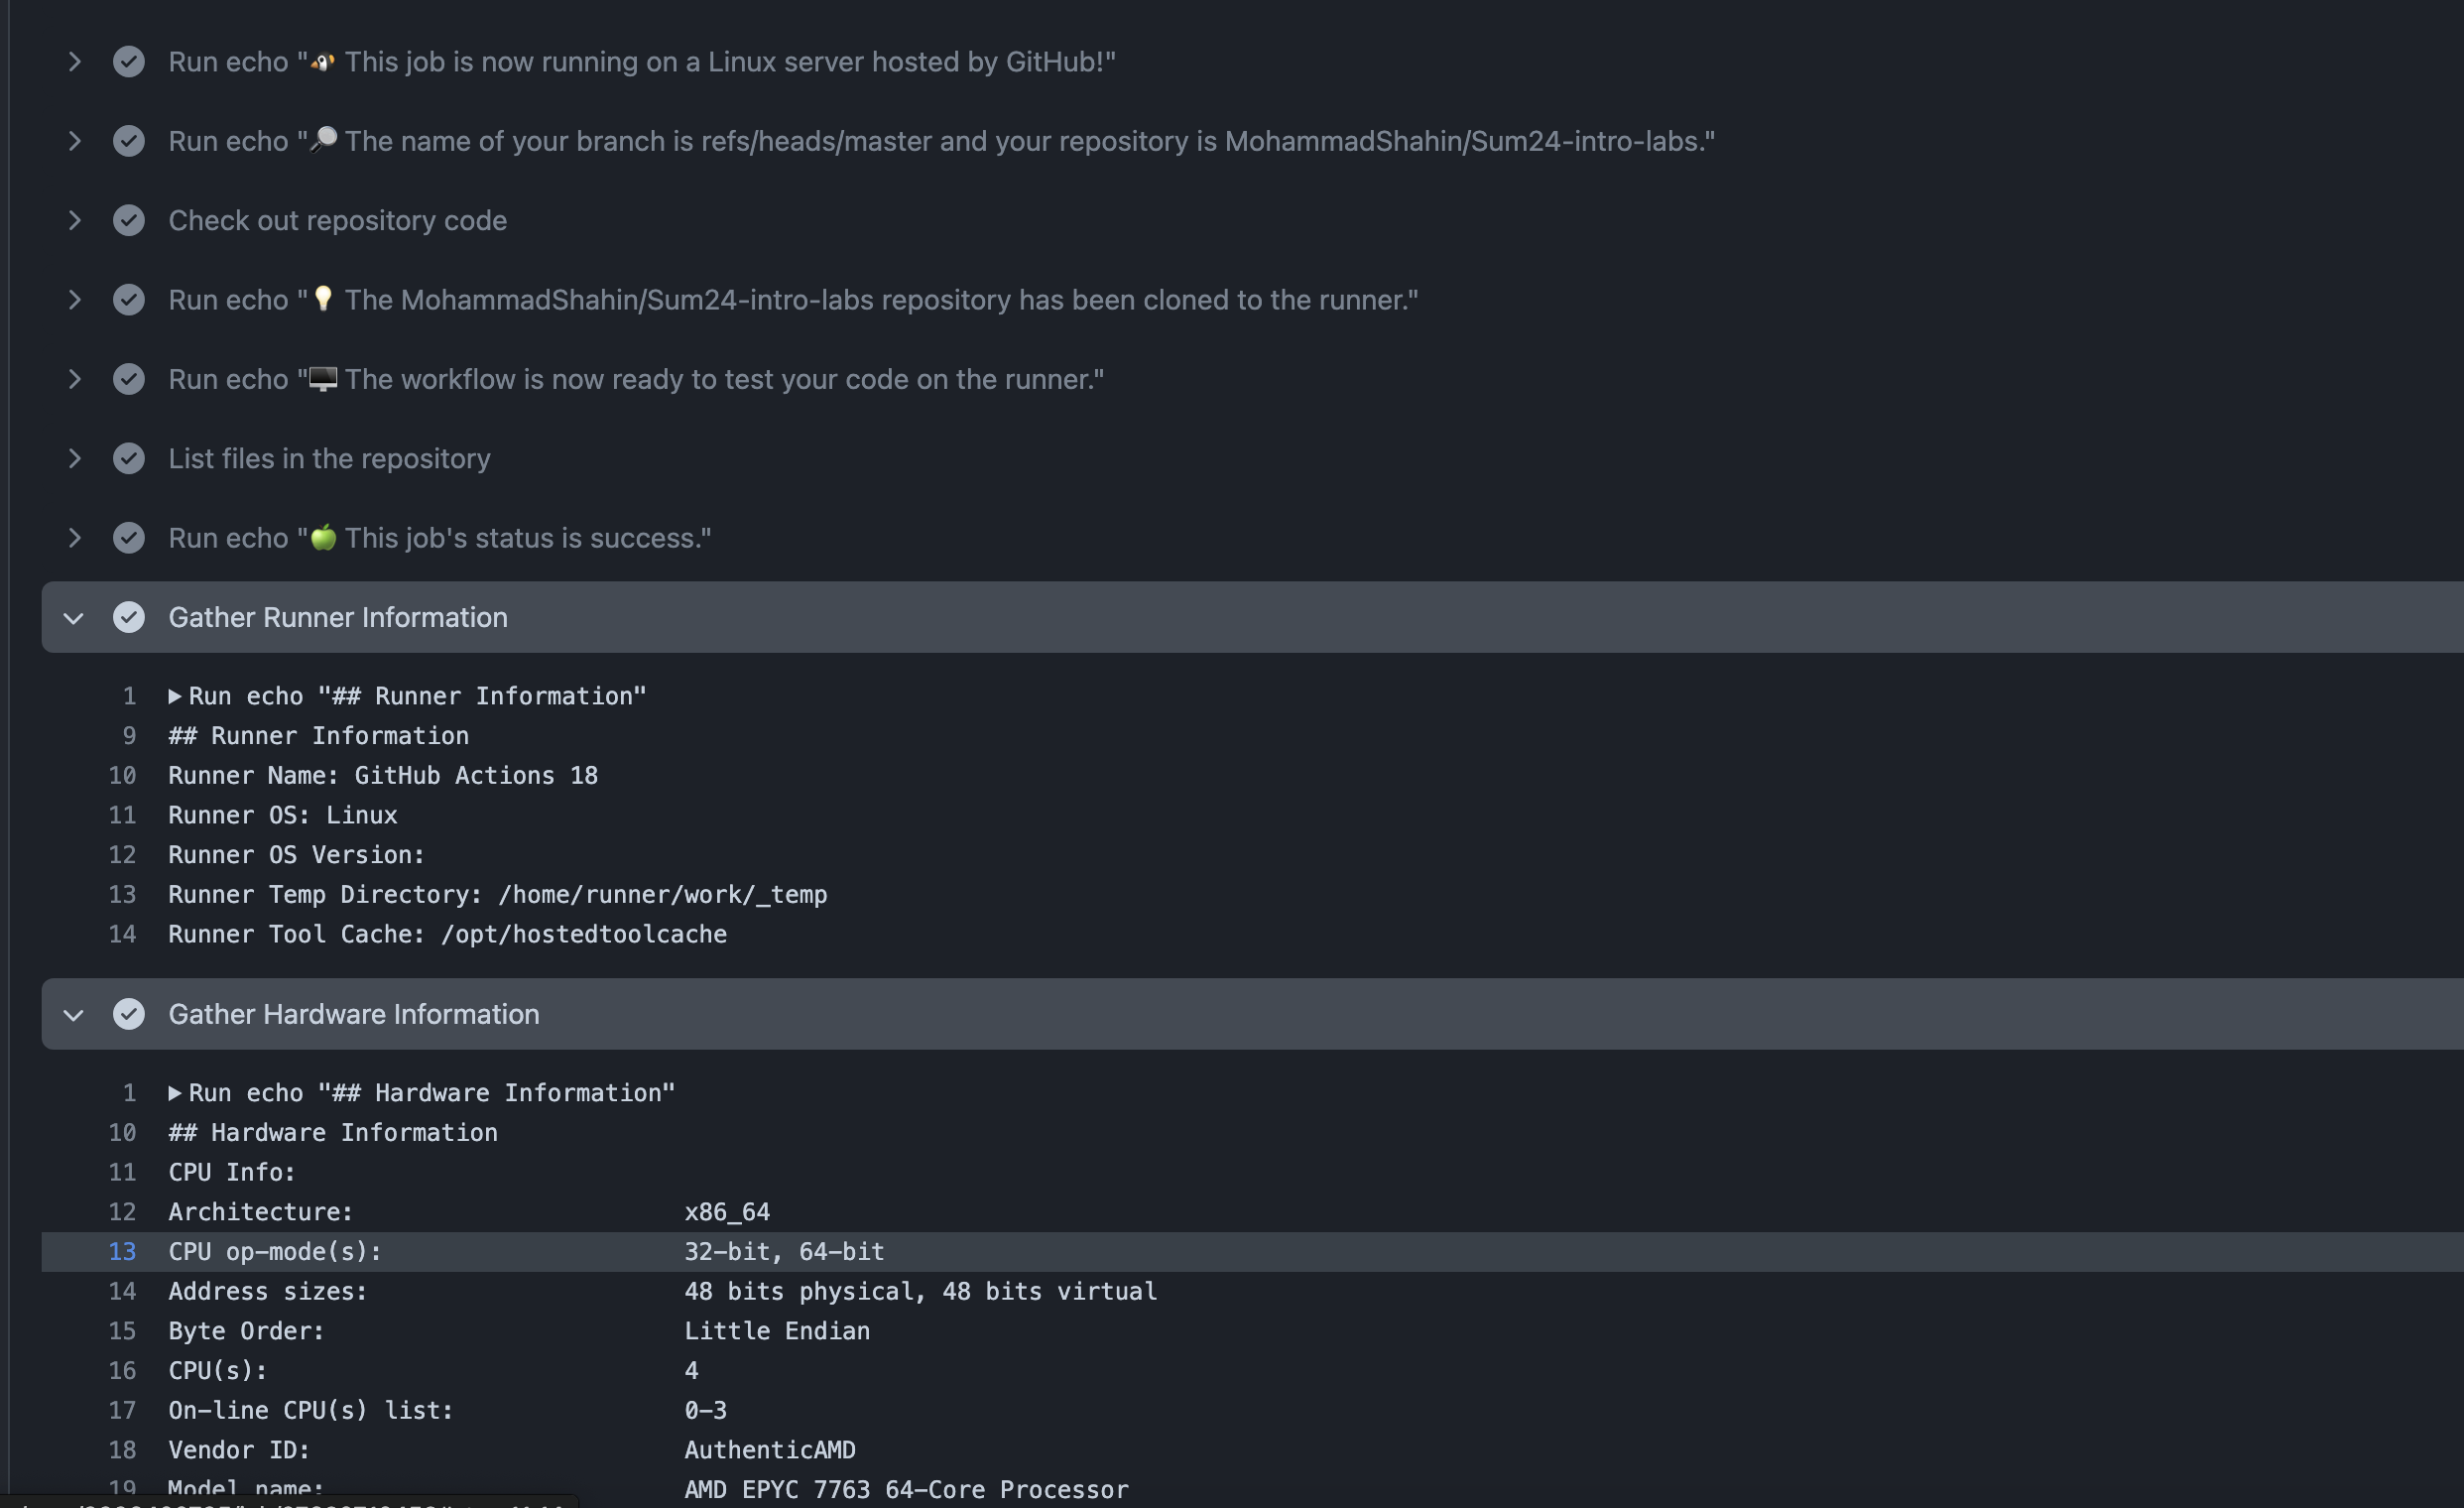 Run echo "🐧 This job is now running on a Linux server hosted by GitHub!"
Run echo "🔎 The name of your branch is refs/heads/master and your repository is MohammadShahin/Sum24-intro-labs."
Check out repository code
Run echo "💡 The MohammadShahin/Sum24-intro-labs repository has been cloned to the runner."
Run echo "🖥️ The workflow is now ready to test your code on the runner."
List files in the repository
Run echo "🍏 This job's status is success."
Gather Runner Information
1 ▶Run echo "## Runner Information"
9 ## Runner Information
10 Runner Name: GitHub Actions 18
11 Runner OS: Linux
12 Runner OS Version:
13 Runner Temp Directory: /home/runner/work/_temp
14 Runner Tool Cache: /opt/hostedtoolcache
Gather Hardware Information
1 ▶Run echo "## Hardware Information"
10 ## Hardware Information
11 CPU Info:
12 Architecture: x86_64
13 CPU op-mode(s): 32-bit, 64-bit
14 Address sizes: 48 bits physical, 48 bits virtual
15 Byte Order: Little Endian
16 CPU(s): 4
17 On-line CPU(s) list: 0-3
18 Vendor ID: AuthenticAMD
19 Model name: AMD EPYC 7763 64-Core Processor